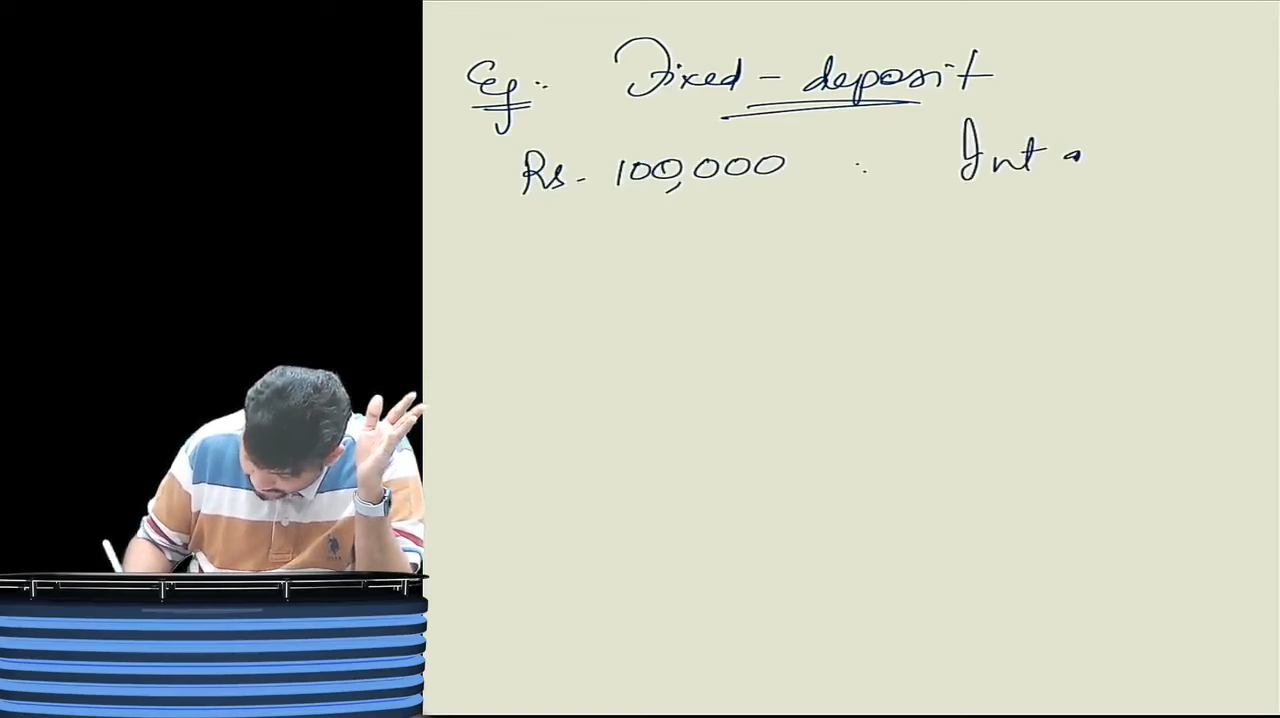 Eg:
Fixed - deposit
Rs. 100,000 : Int